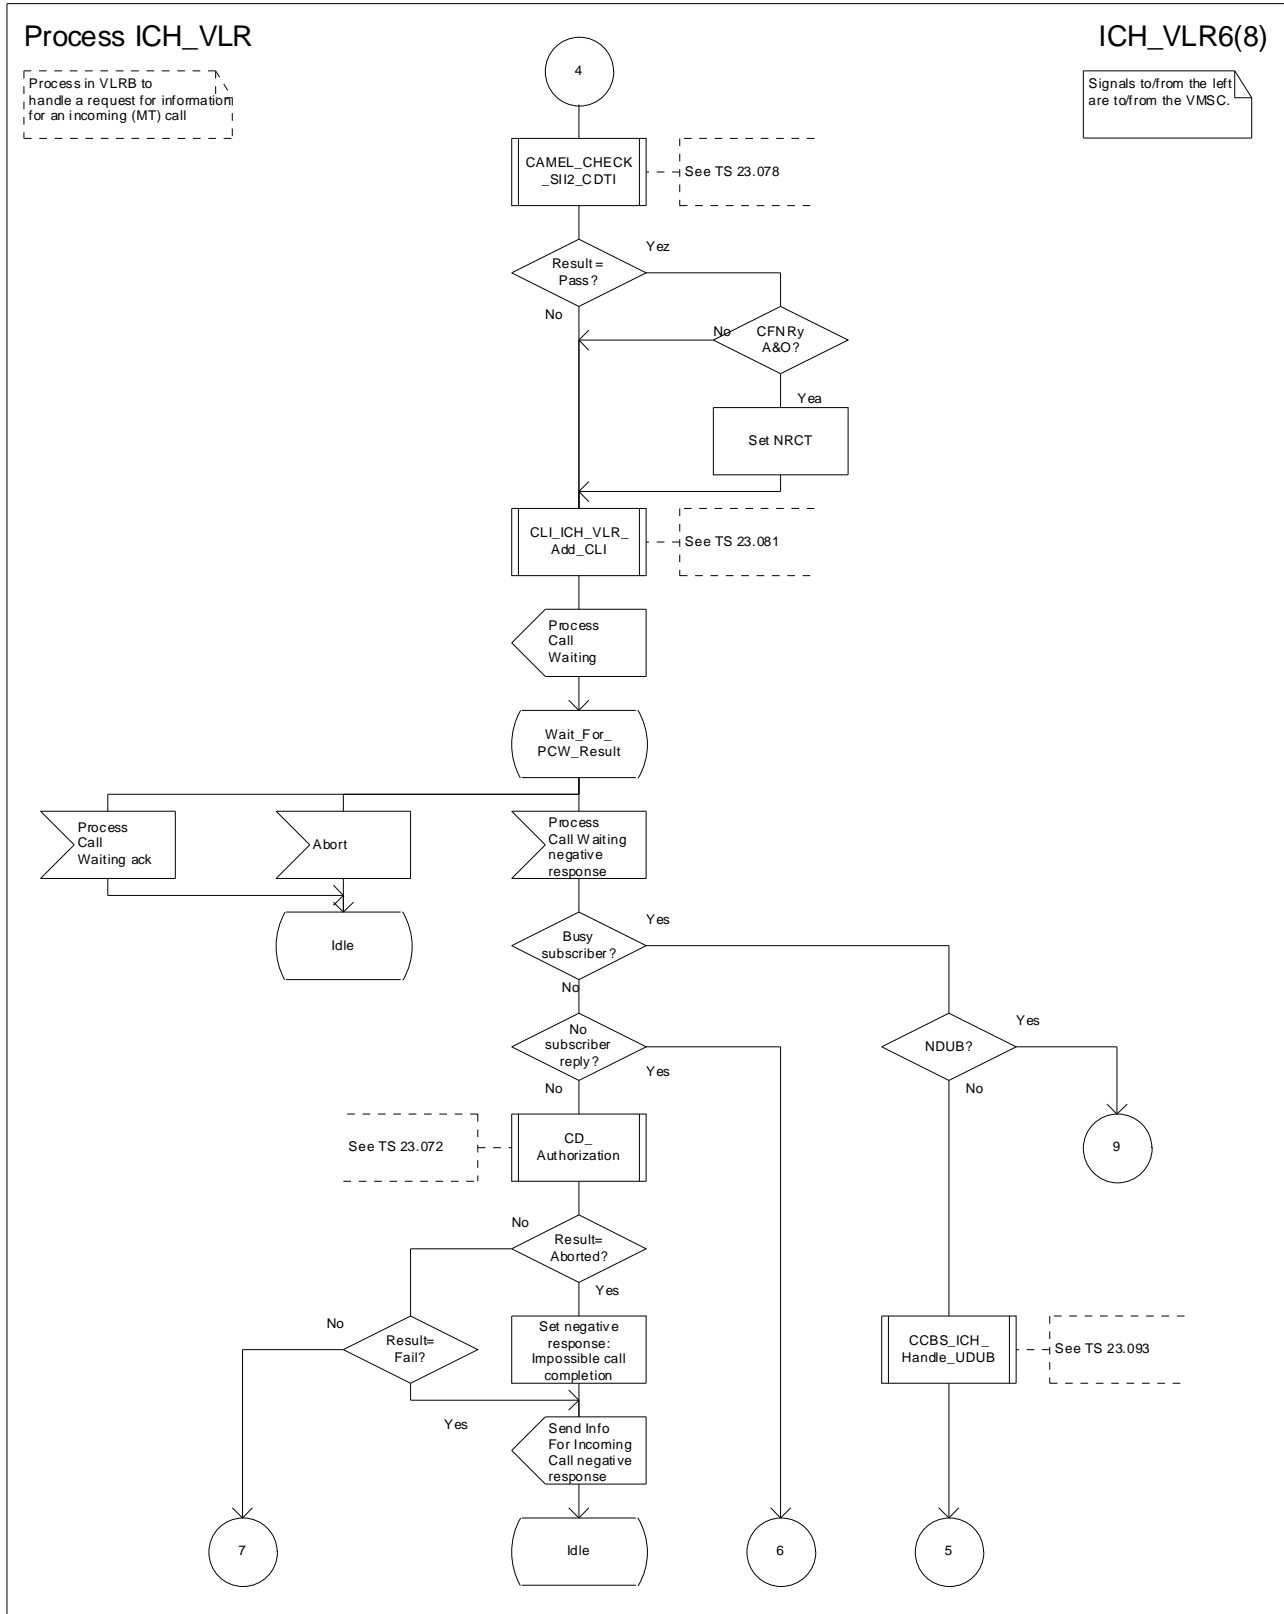 Process ICH_VLR
ICH_VLR6(8)
Process in VLRB to
handle a request for information
for an incoming (MT) call
Signals to/from the left
are to/from the VMSC.
4
CAMEL_CHECK
_SII2_CDTI
See TS 23.078
Result=
Pass?
Yez
No
CFNRy
A&O?
No
Yea
Set NRCT
CLI_ICH_VLR_
Add_CLI
See TS 23.081
Process
Call
Waiting
Wait_For_
PCW_Result
Process
Call
Waiting ack
Abort
Process
Call Waiting
negative
response
Idle
Busy
subscriber?
Yes
No
No
subscriber
reply?
Yes
No
NDUB?
Yes
No
9
See TS 23.072
CD_
Authorization
Result=
Aborted?
No
Yes
Result=
Fail?
No
Yes
Set negative
response:
Impossible call
completion
CCBS_ICH_
Handle_UDUB
See TS 23.093
Send Info
For Incoming
Call negative
response
7
Idle
6
5